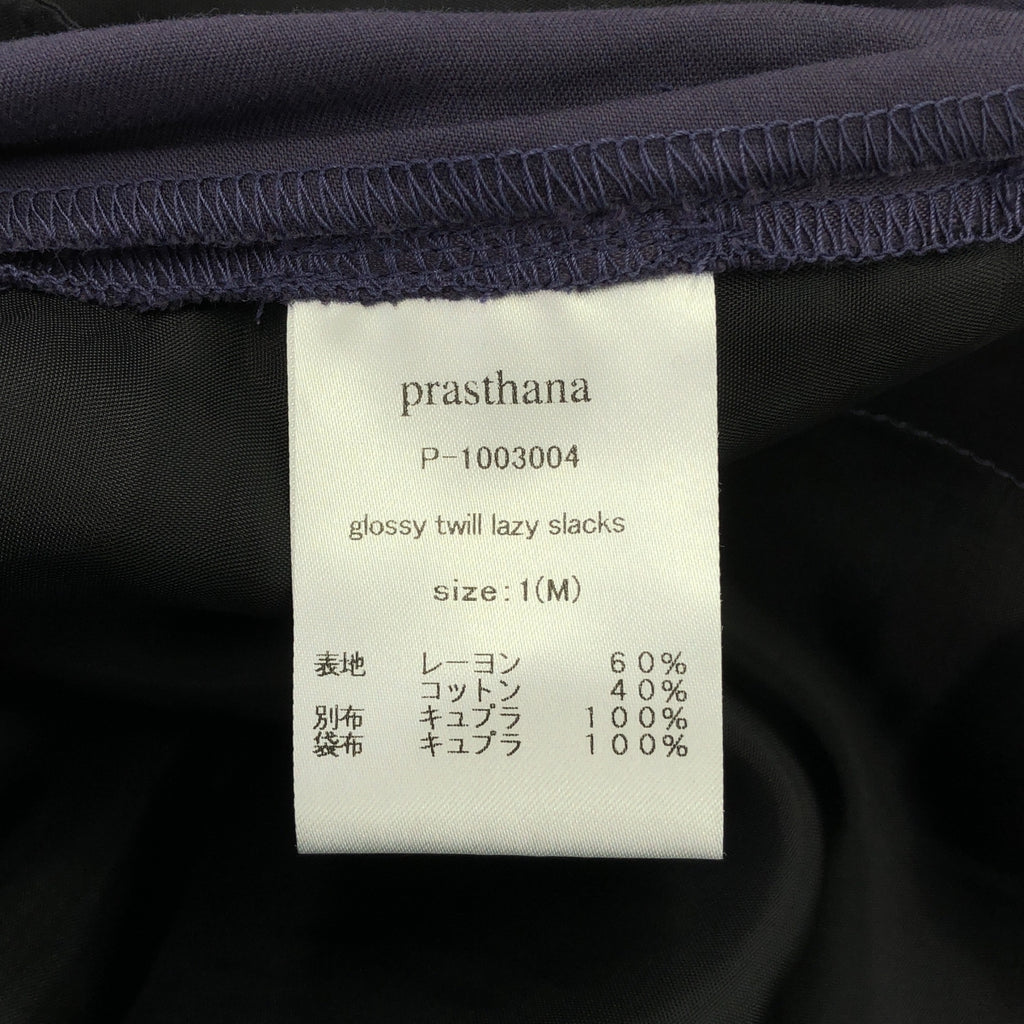 prasthana
P-1003004
glossy twill lazy slacks
size:1(M)
表地 レーヨン 60%
コットン 40%
別布 キュプラ 100%
袋布 キュプラ 100%